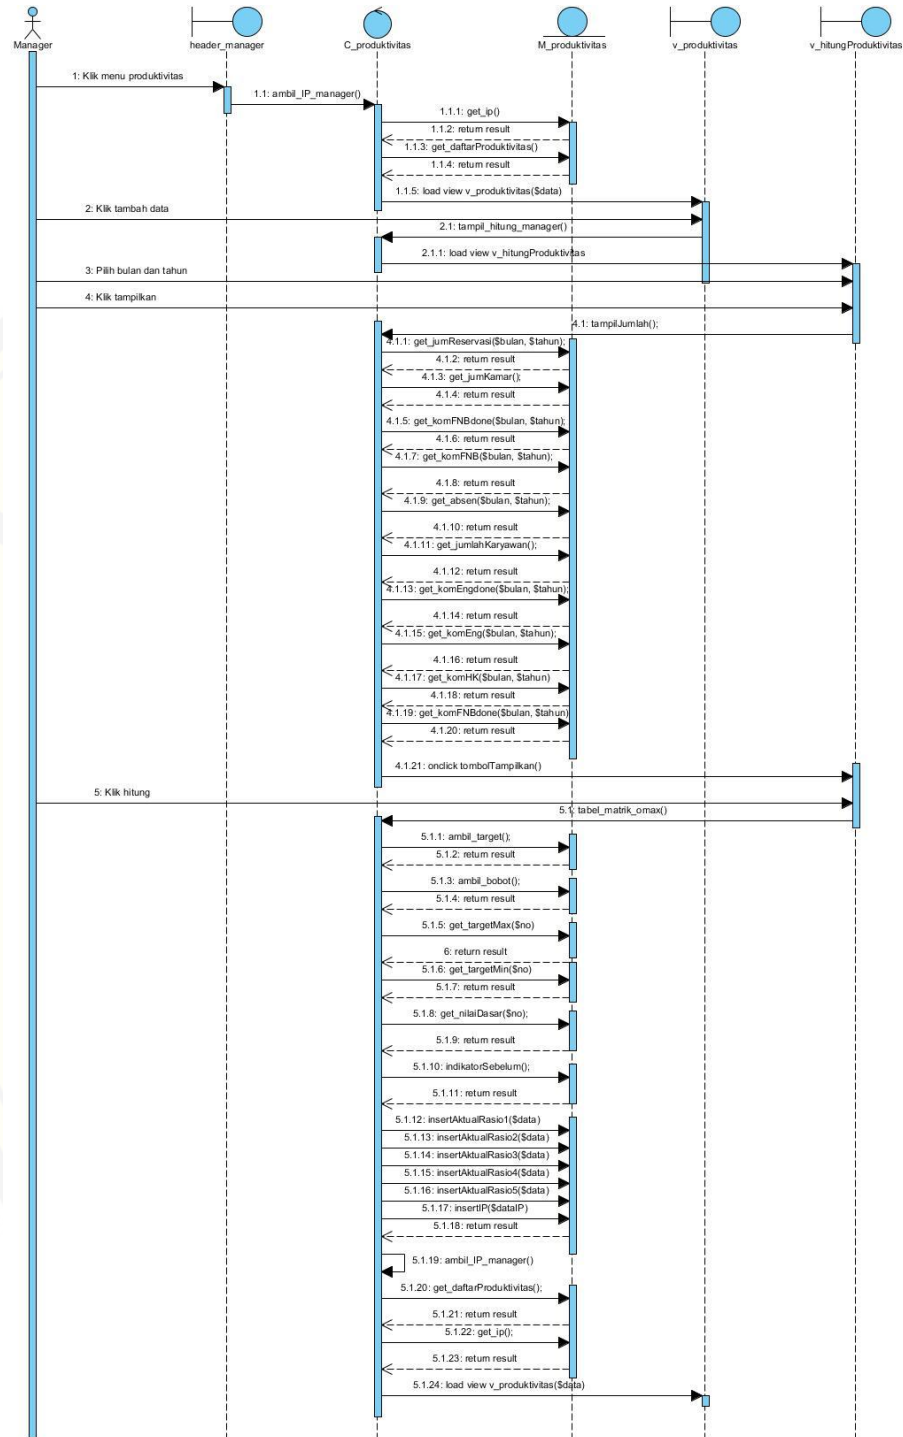 Manager
header_manager
C_produktivitas
M_produktivitas
v_produktivitas
v_hitungProduktivitas
1: Klik menu produktivitas
1.1: ambil_IP_manager()
1.1.1: get_ip()
1.1.2: return result
1.1.3: get_daftarProduktivitas()
1.1.4: return result
1.1.5: load view v_produktivitas($data)
2: Klik tambah data
2.1: tampil_hitung_manager()
2.1.1: load view v_hitungProduktivitas
3: Pilih bulan dan tahun
4: Klik tampilkan
4.1: tampilJumlah();
4.1.1: get_jumReservasi($bulan, $tahun);
4.1.2: return result
4.1.3: get_jumKamar();
4.1.4: return result
4.1.5: get_komFNBdone($bulan, $tahun);
4.1.6: return result
4.1.7: get_komFNB($bulan, $tahun);
4.1.8: return result
4.1.9: get_absen($bulan, $tahun);
4.1.10: return result
4.1.11: get_jumlahKaryawan();
4.1.12: return result
4.1.13: get_komEngdone($bulan, $tahun);
4.1.14: return result
4.1.15: get_komEng($bulan, $tahun);
4.1.16: return result
4.1.17: get_komHK($bulan, $tahun)
4.1.18: return result
4.1.19: get_komFNBdone($bulan, $tahun)
4.1.20: return result
4.1.21: onclick tombolTampilkan()
5: Klik hitung
5.1: tabel_matrik_omax()
5.1.1: ambil_target();
5.1.2: return result
5.1.3: ambil_bobot();
5.1.4: return result
5.1.5: get_targetMax($no)
6: return result
5.1.6: get_targetMin($no)
5.1.7: return result
5.1.8: get_nilaiDasar($no);
5.1.9: return result
5.1.10: indikatorSebelum();
5.1.11: return result
5.1.12: insertAktualRasio1($data)
5.1.13: insertAktualRasio2($data)
5.1.14: insertAktualRasio3($data)
5.1.15: insertAktualRasio4($data)
5.1.16: insertAktualRasio5($data)
5.1.17: insertIP($dataIP)
5.1.18: return result
5.1.19: ambil_IP_manager()
5.1.20: get_daftarProduktivitas();
5.1.21: return result
5.1.22: get_ip();
5.1.23: return result
5.1.24: load view v_produktivitas($data)